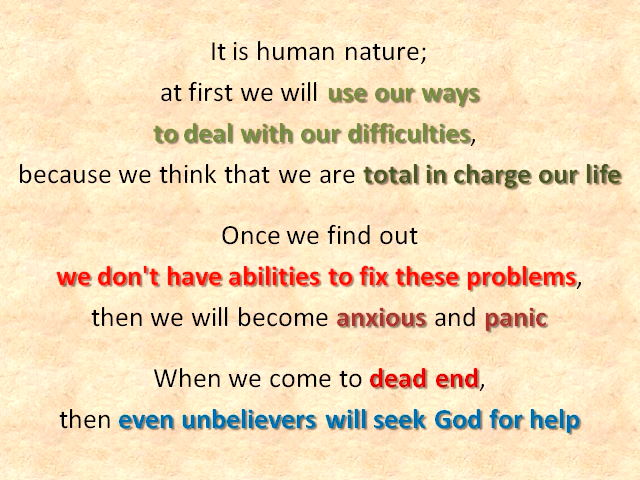 It is human nature;
at first we will use our ways
to deal with our difficulties,
because we think that we are total in charge our life
Once we find out
we don't have abilities to fix these problems,
then we will become anxious and panic
When we come to dead end,
then even unbelievers will seek God for help